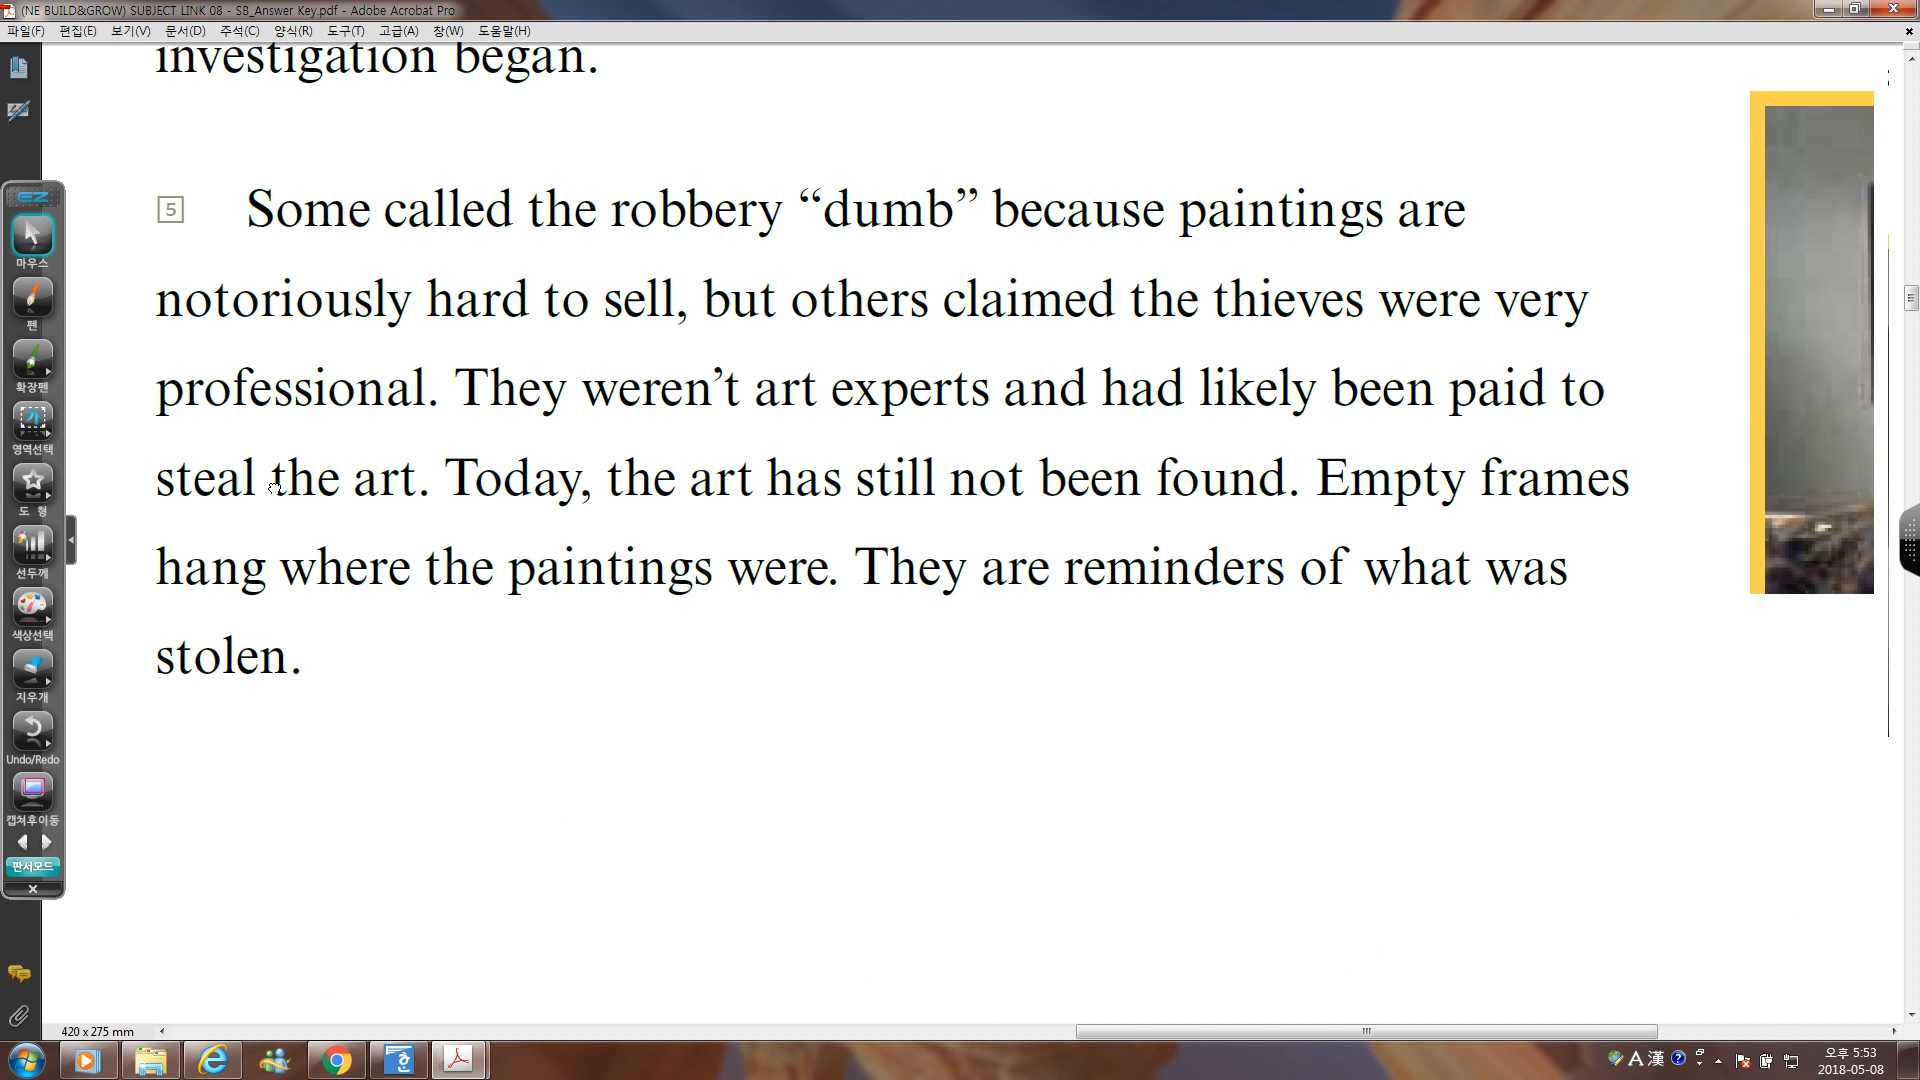 (NE BUILD&GROW) SUBJECT LINK 08 - SB_Answer Key.pdf - Adobe Acrobat Pro
파일(F) 편집(E) 보기(V) 문서(D) 주석(C) 양식(R) 도구(T) 고급(A) 창(W) 도움말(H)
investigation began.
5 Some called the robbery “dumb” because paintings are
notoriously hard to sell, but others claimed the thieves were very
professional. They weren’t art experts and had likely been paid to
steal the art. Today, the art has still not been found. Empty frames
hang where the paintings were. They are reminders of what was
stolen.
EZ
마우스
펜
확장펜
가
영역선택
도 형
선두께
색상선택
지우개
Undo/Redo
캡쳐후이동
판서모드
420 x 275 mm
한
A 漢
오후 5:53
2018-05-08